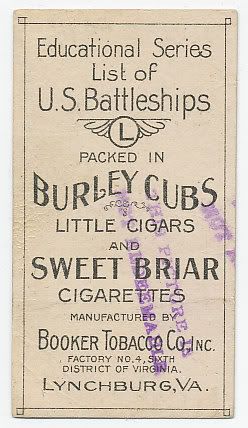 Educational Series
List of
U.S. Battleships
L
PACKED IN
BURLEY CUBS
LITTLE CIGARS
AND
SWEET BRIAR
CIGARETTES
MANUFACTURED BY
BOOKER TOBACCO CO., INC.
FACTORY NO. 4, SIXTH
DISTRICT OF VIRGINIA.
LYNCHBURG, VA.